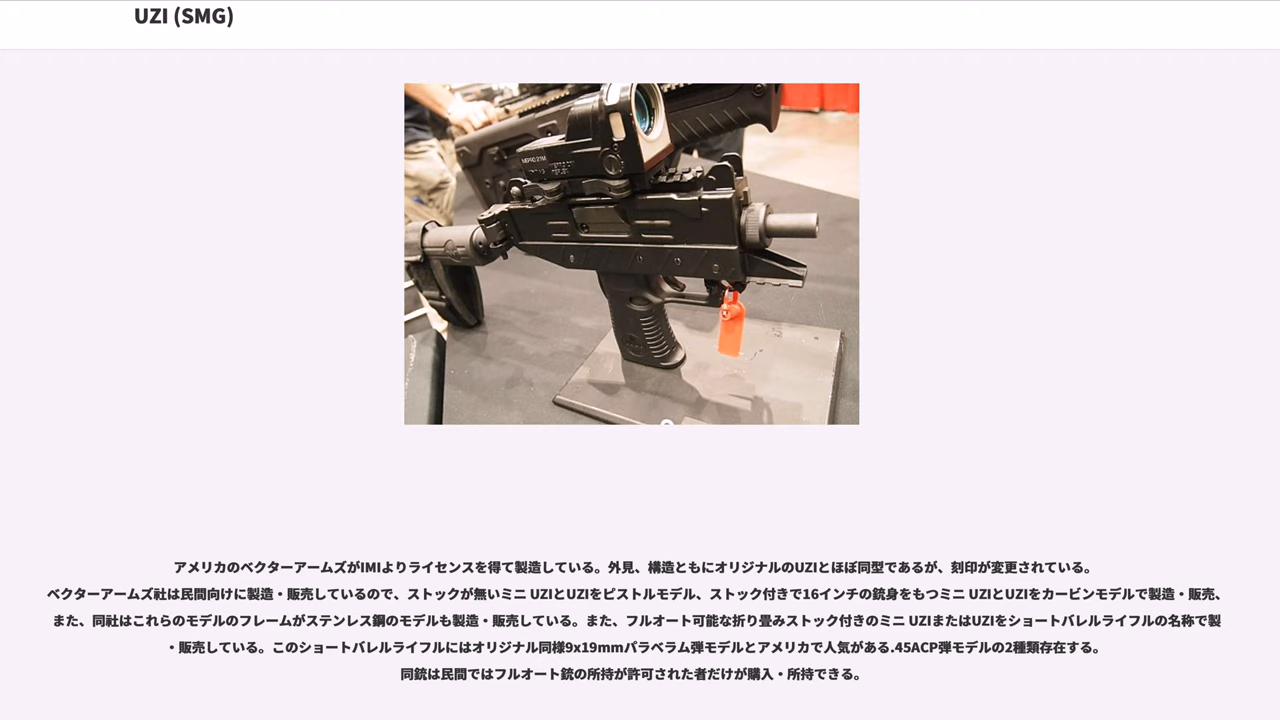 UZI (SMG)
MEPRO 21M
アメリカのベクターアームズがIMIよりライセンスを得て製造している。外見、構造ともにオリジナルのUZIとほぼ同型であるが、刻印が変更されている。
ベクターアームズ社は民間向けに製造・販売しているので、ストックが無いミニ UZIとUZIをピストルモデル、ストック付きで16インチの銃身をもつミニ UZIとUZIをカービンモデルで製造・販売、
また、同社はこれらのモデルのフレームがステンレス鋼のモデルも製造・販売している。また、フルオート可能な折り畳みストック付きのミニ UZIまたはUZIをショートバレルライフルの名称で製
・販売している。このショートバレルライフルにはオリジナル同様9x19mmパラベラム弾モデルとアメリカで人気がある.45ACP弾モデルの2種類存在する。
同銃は民間ではフルオート銃の所持が許可された者だけが購入・所持できる。